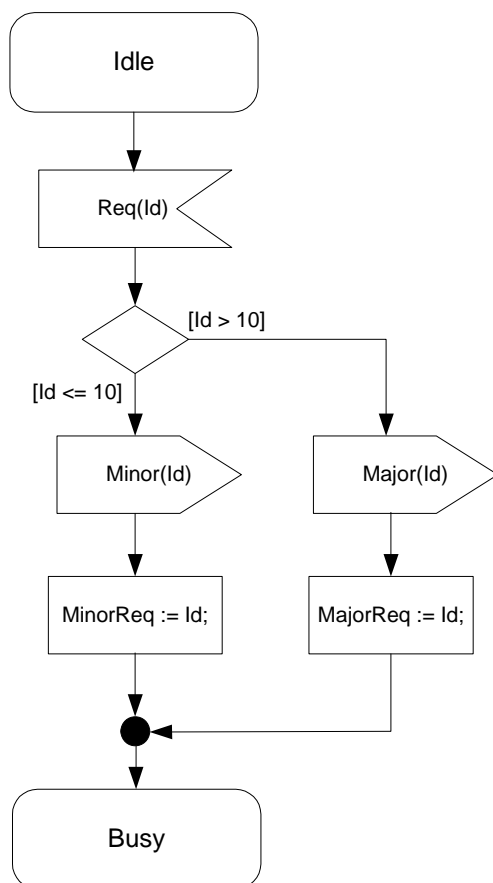 Idle
Req(Id)
[Id > 10]
[Id <= 10]
Minor(Id)
Major(Id)
MinorReq := Id;
MajorReq := Id;
Busy